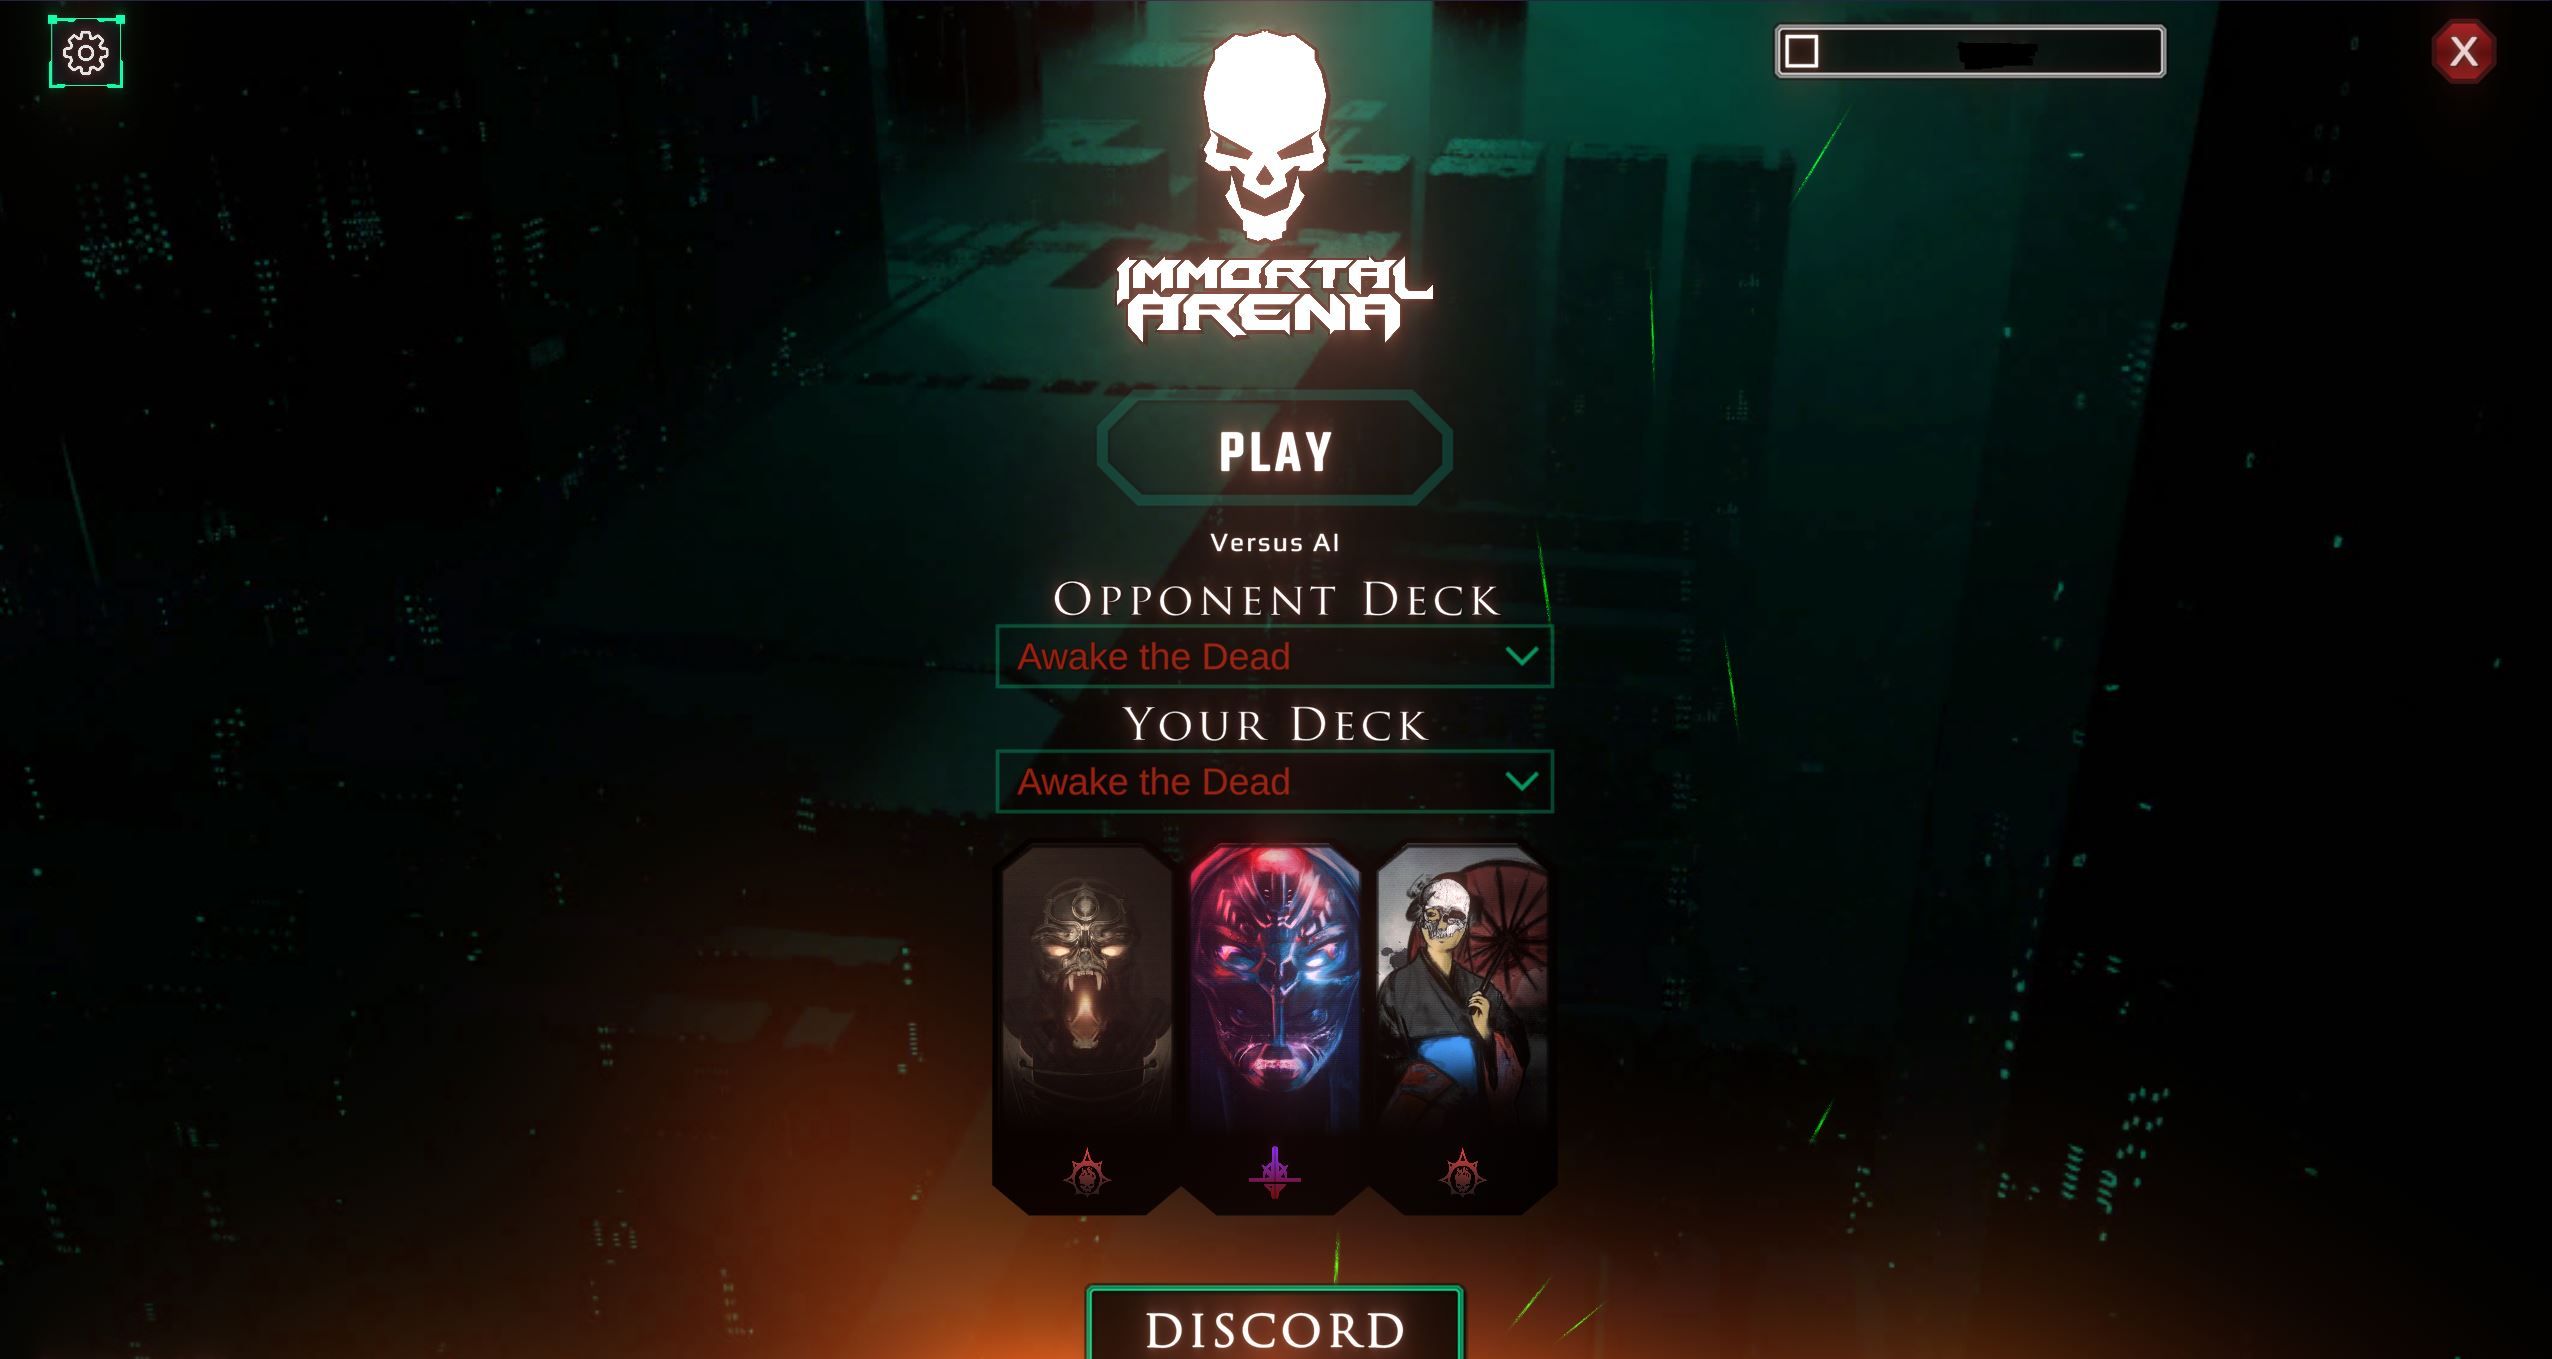 X
IMMORTAL
ARENA
PLAY
Versus AI
OPPONENT DECK
Awake the Dead
YOUR DECK
Awake the Dead
DISCORD